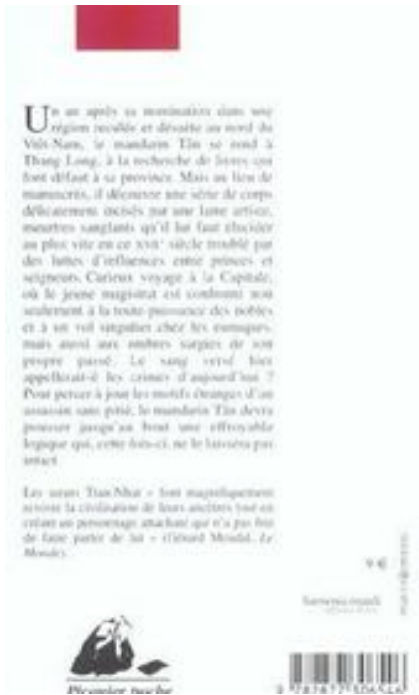 Un an après sa nomination dans une
région reculée et dévastée au nord du
Viêt-Nam, le mandarin Tân se rend à
Thang Long, à la recherche de livres qui
font défaut à sa province. Mais au lieu de
manuscrits, il découvre une série de corps
délicatement incisés par une lame artiste,
meurtres sanglants qu'il lui faut élucider
au plus vite en ce XVIIe siècle troublé par
des luttes d'influences entre princes et
seigneurs. Curieux voyage à la Capitale,
où le jeune magistrat est confronté non
seulement à la toute-puissance des nobles
et à un vol singulier chez les eunuques,
mais aussi aux ombres surgies de son
propre passé. Le sang versé hier
appellerait-il les crimes d'aujourd'hui ?
Pour percer à jour les motifs étranges d'un
assassin sans pitié, le mandarin Tân devra
pousser jusqu'au bout une effroyable
logique qui, cette fois-ci, ne le laissera pas
intact.
Les sœurs Tran-Nhut « font magnifiquement
revivre la civilisation de leurs ancêtres tout en
créant un personnage attachant qui n'a pas fini
de faire parler de lui » (Gérard Meudal, Le
Monde).
9 €
Picquier poche